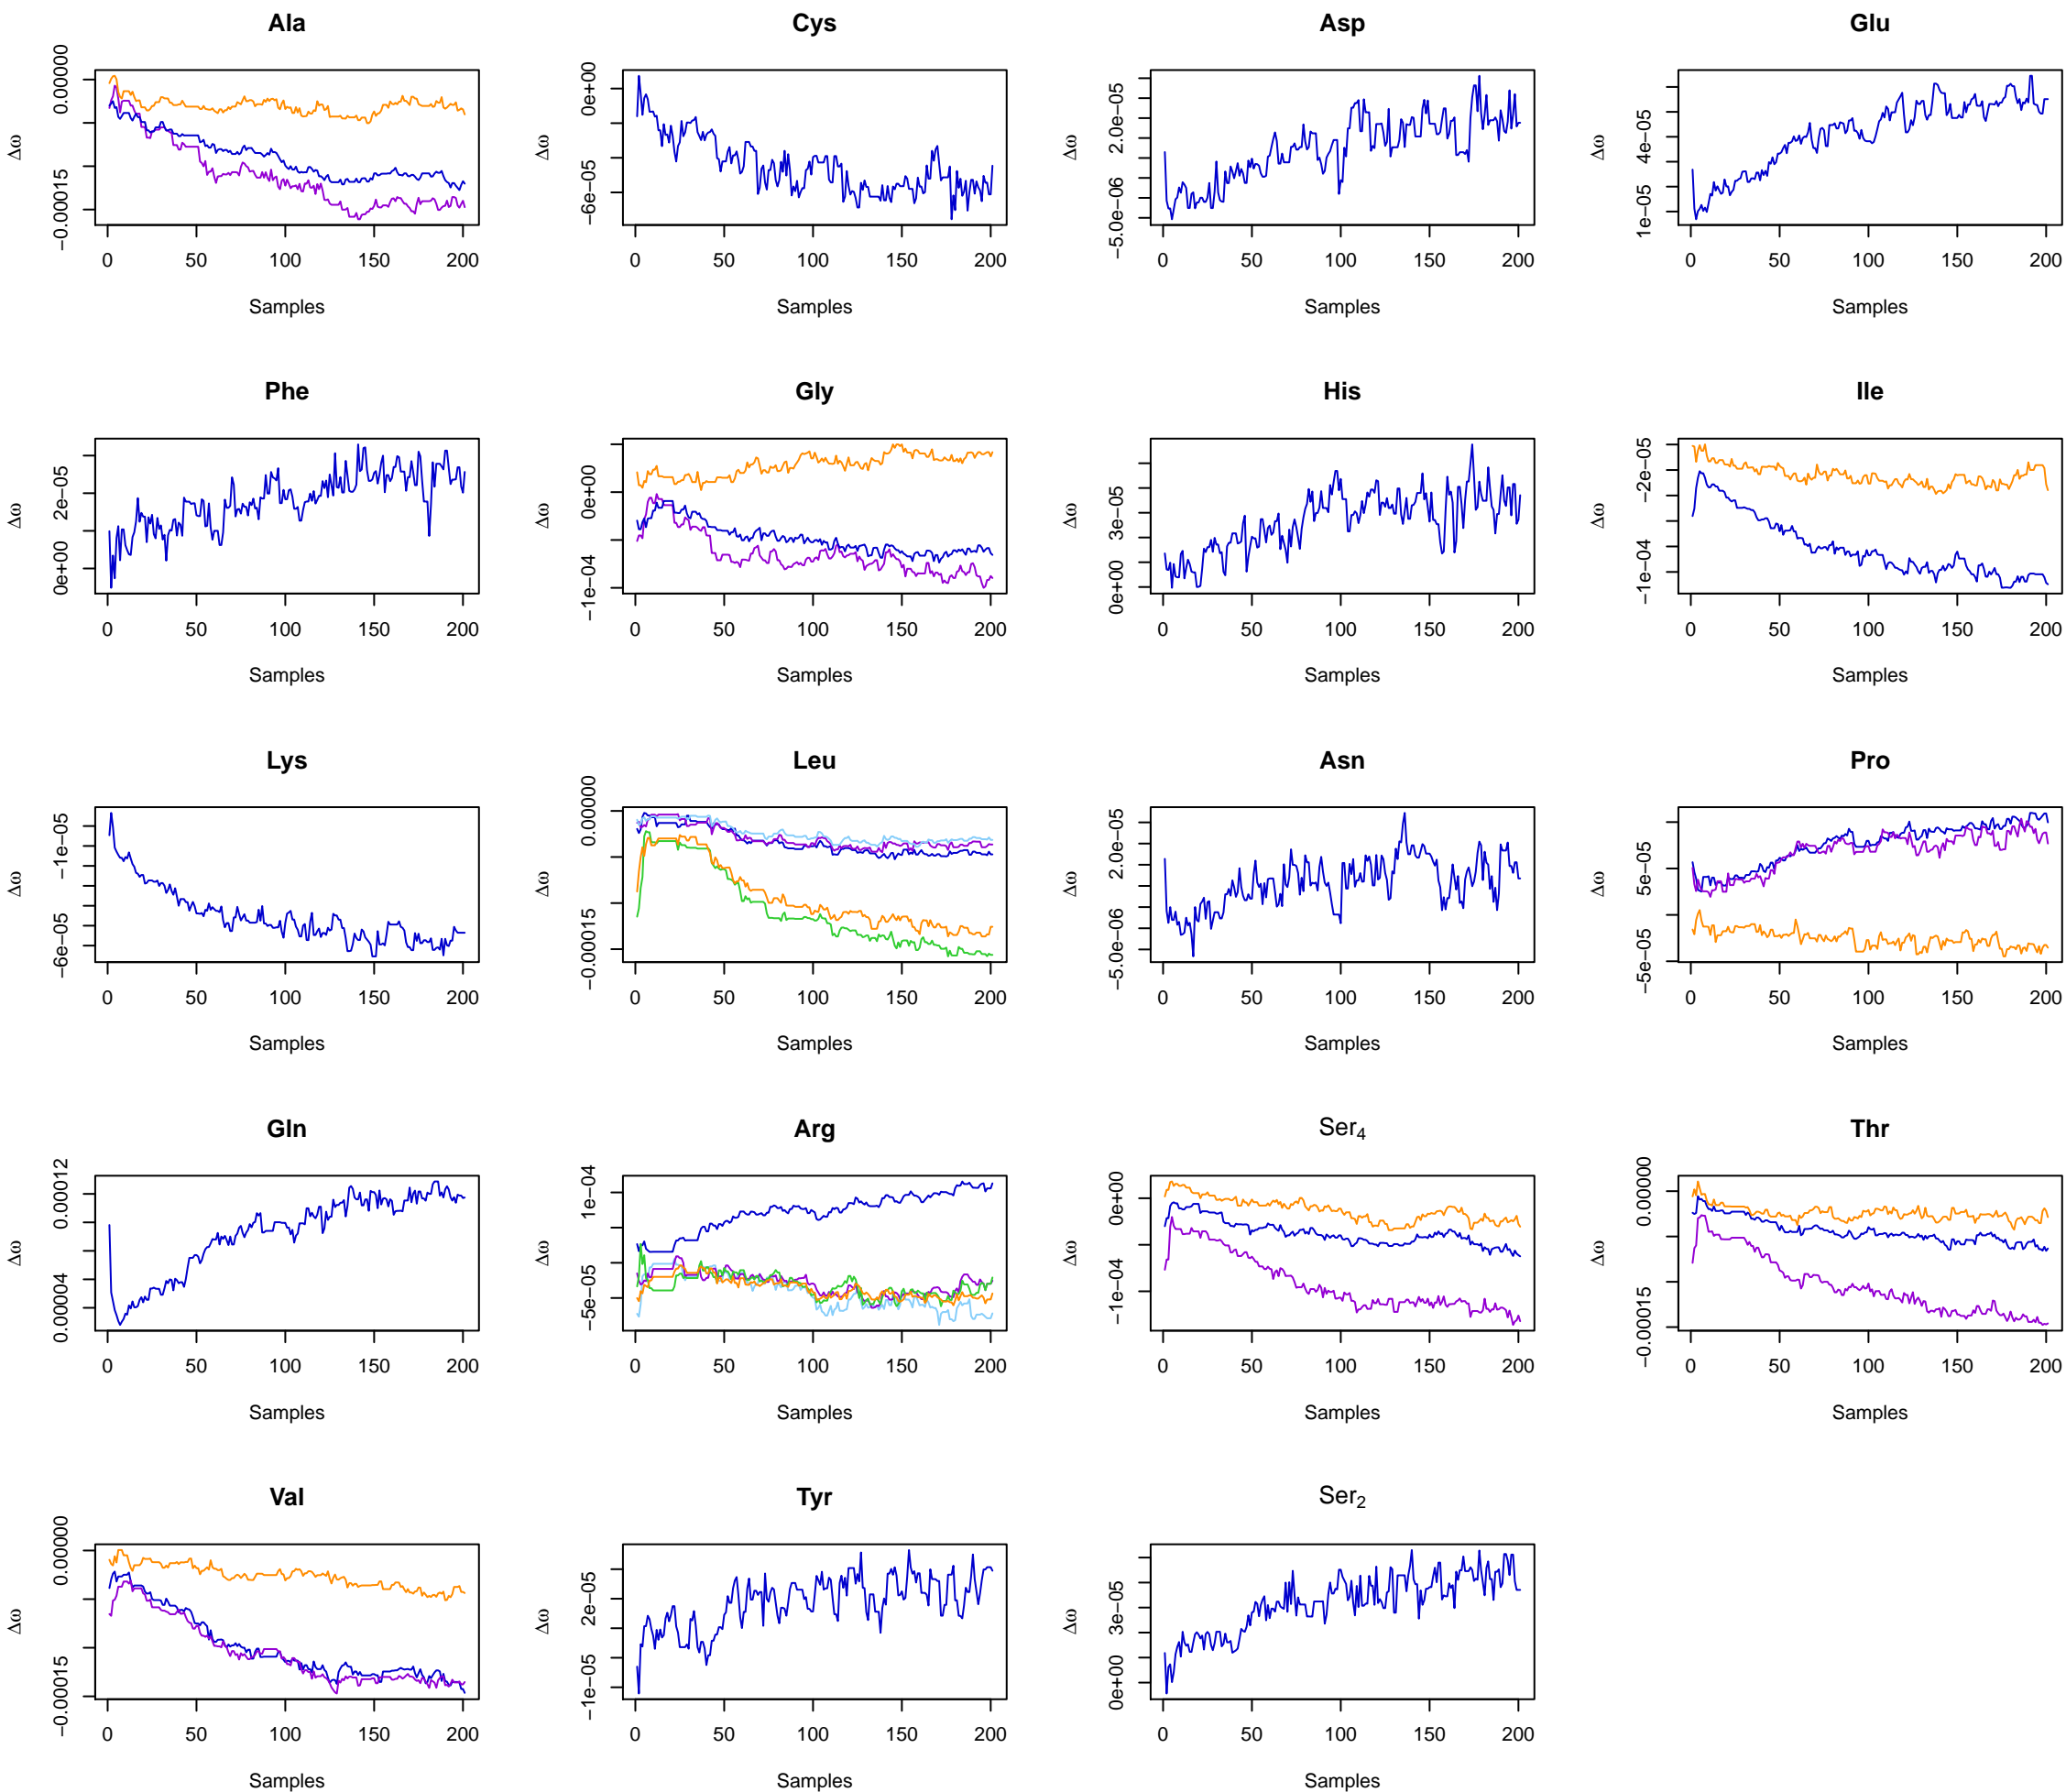 Ala
Δω
0.00000
−0.00015
0 50 100 150 200
Samples
Cys
Δω
0e+00
−6e−05
0 50 100 150 200
Samples
Asp
Δω
2.0e−05
−5.0e−06
0 50 100 150 200
Samples
Glu
Δω
4e−05
1e−05
0 50 100 150 200
Samples
Phe
Δω
2e−05
0e+00
0 50 100 150 200
Samples
Gly
Δω
0e+00
−1e−04
0 50 100 150 200
Samples
His
Δω
3e−05
0e+00
0 50 100 150 200
Samples
Ile
Δω
−2e−05
−1e−04
0 50 100 150 200
Samples
Lys
Δω
−1e−05
−6e−05
0 50 100 150 200
Samples
Leu
Δω
0.00000
−0.00015
0 50 100 150 200
Samples
Asn
Δω
2.0e−05
−5.0e−06
0 50 100 150 200
Samples
Pro
Δω
5e−05
−5e−05
0 50 100 150 200
Samples
Gln
Δω
0.00012
0.00004
0 50 100 150 200
Samples
Arg
Δω
1e−04
−5e−05
0 50 100 150 200
Samples
Ser₄
Δω
0e+00
−1e−04
0 50 100 150 200
Samples
Thr
Δω
0.00000
−0.00015
0 50 100 150 200
Samples
Val
Δω
0.00000
−0.00015
0 50 100 150 200
Samples
Tyr
Δω
2e−05
−1e−05
0 50 100 150 200
Samples
Ser₂
Δω
3e−05
0e+00
0 50 100 150 200
Samples